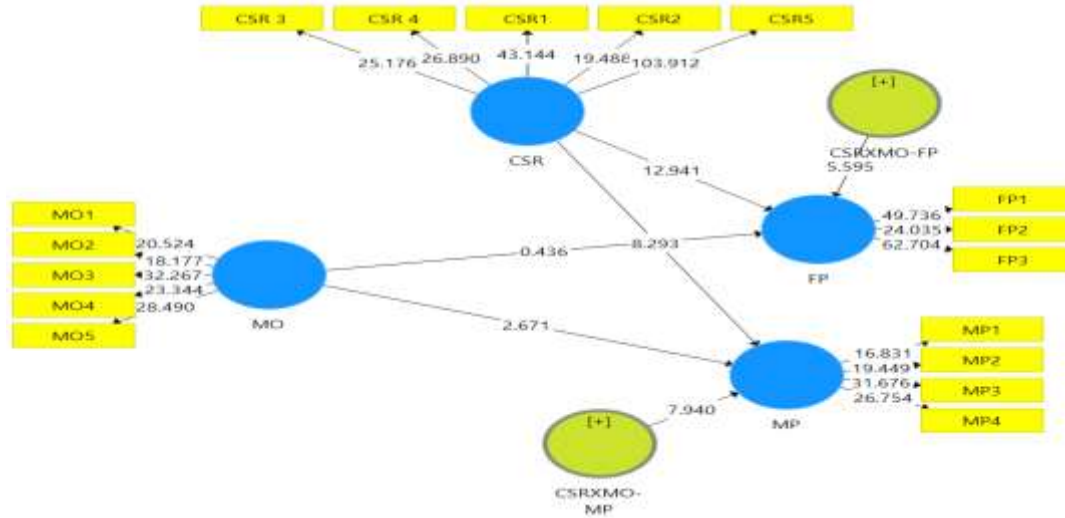 CSR 3
CSR 4
CSR1
CSR2
CSR5
25.176
26.890
43.144
19.488
103.912
CSR
[+]
CSRXMO-FP
5.595
12.941
8.293
MO1
MO2
MO3
MO4
MO5
20.524
18.177
32.267
23.344
28.490
MO
0.436
2.671
FP
49.736
24.035
62.704
FP1
FP2
FP3
MP
16.831
19.449
31.676
26.754
MP1
MP2
MP3
MP4
7.940
[+]
CSRXMO-
MP